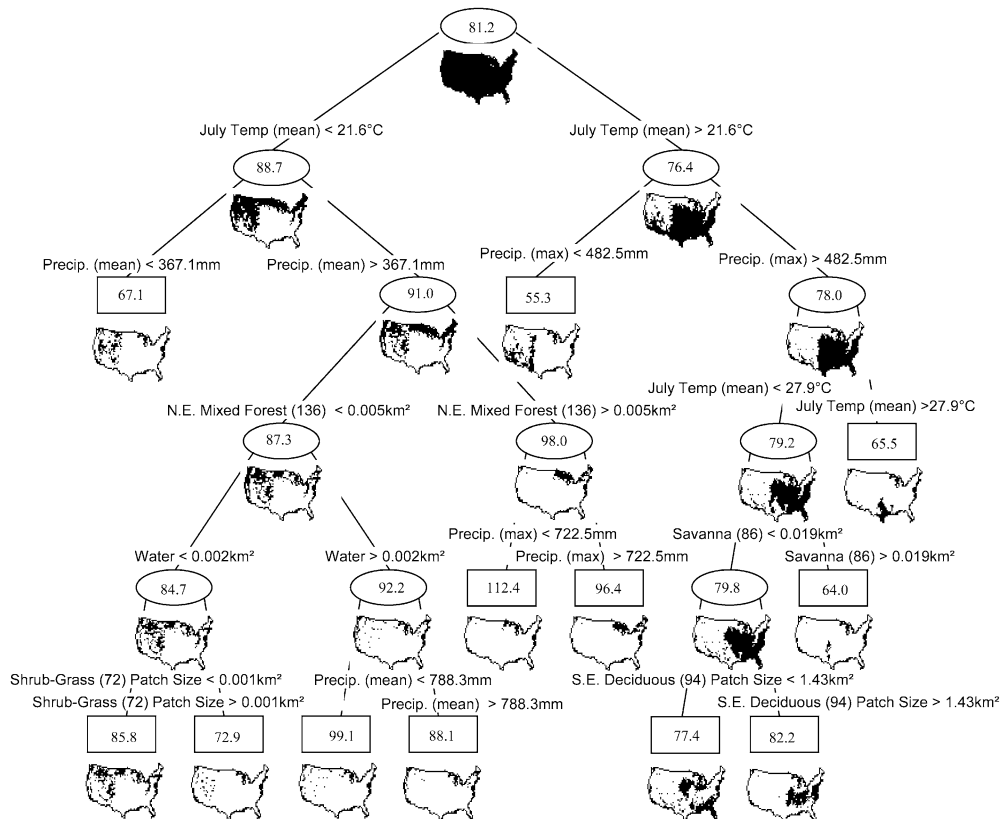 81.2
July Temp (mean) < 21.6°C
July Temp (mean) > 21.6°C
88.7
76.4
Precip. (mean) < 367.1mm
Precip. (mean) > 367.1mm
Precip. (max) < 482.5mm
Precip. (max) > 482.5mm
67.1
91.0
55.3
78.0
July Temp (mean) < 27.9°C
July Temp (mean) >27.9°C
N.E. Mixed Forest (136) < 0.005km²
N.E. Mixed Forest (136) > 0.005km²
87.3
98.0
79.2
65.5
Precip. (max) < 722.5mm
Precip. (max) > 722.5mm
Savanna (86) < 0.019km²
Savanna (86) > 0.019km²
Water < 0.002km²
Water > 0.002km²
84.7
92.2
112.4
96.4
79.8
64.0
Shrub-Grass (72) Patch Size < 0.001km²
Shrub-Grass (72) Patch Size > 0.001km²
Precip. (mean) < 788.3mm
Precip. (mean) > 788.3mm
S.E. Deciduous (94) Patch Size < 1.43km²
S.E. Deciduous (94) Patch Size > 1.43km²
85.8
72.9
99.1
88.1
77.4
82.2